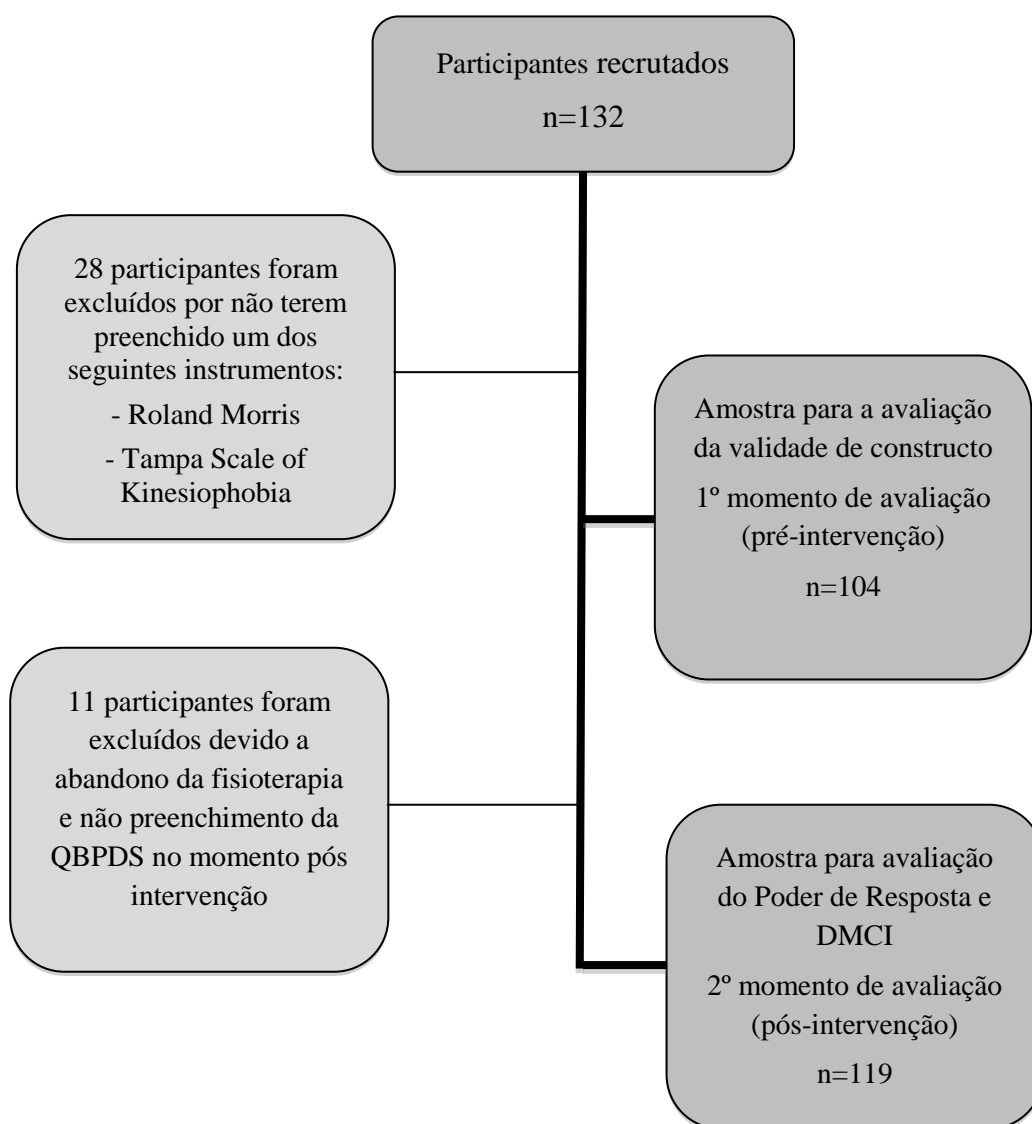 Participantes recrutados
n=132
28 participantes foram
excluídos por não terem
preenchido um dos
seguintes instrumentos:
- Roland Morris
- Tampa Scale of
Kinesiophobia
Amostra para a avaliação
da validade de constructo
1º momento de avaliação
(pré-intervenção)
n=104
11 participantes foram
excluídos devido a
abandono da fisioterapia
e não preenchimento da
QBPDS no momento pós
intervenção
Amostra para avaliação
do Poder de Resposta e
DMCI
2º momento de avaliação
(pós-intervenção)
n=119